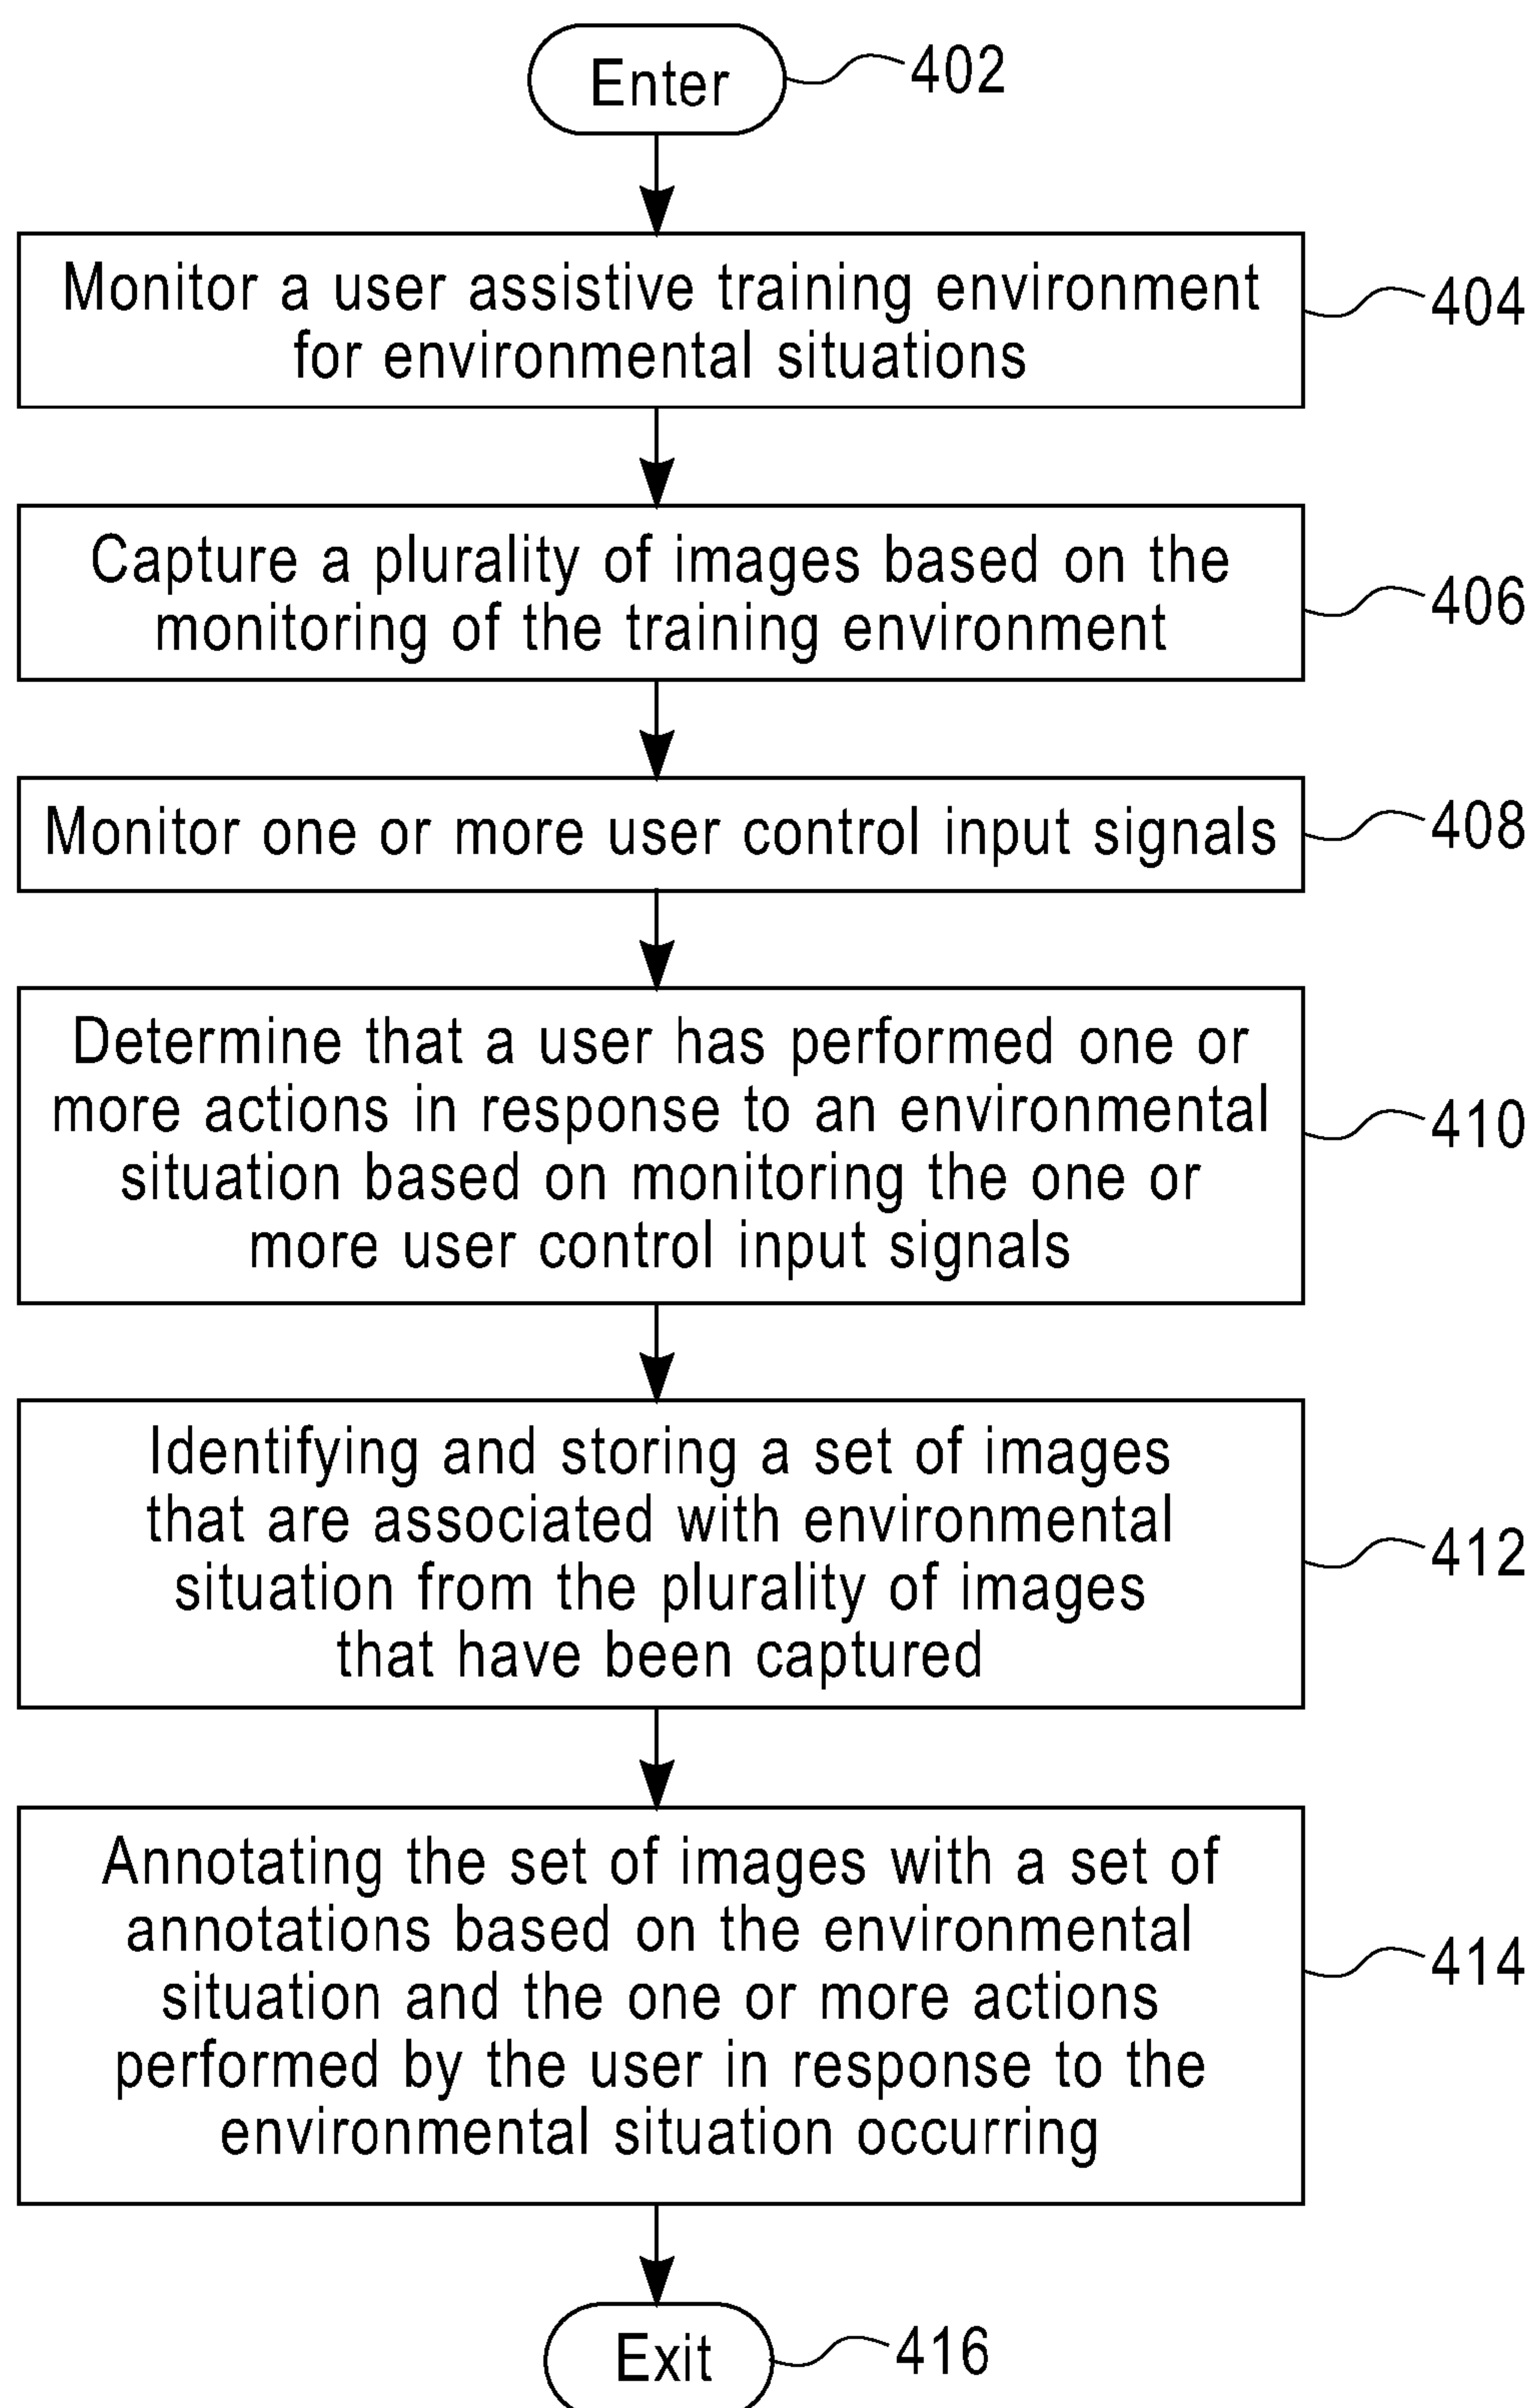 Enter
402
Monitor a user assistive training environment
for environmental situations
404
Capture a plurality of images based on the
monitoring of the training environment
406
Monitor one or more user control input signals
408
Determine that a user has performed one or
more actions in response to an environmental
situation based on monitoring the one or
more user control input signals
410
Identifying and storing a set of images
that are associated with environmental
situation from the plurality of images
that have been captured
412
Annotating the set of images with a set of
annotations based on the environmental
situation and the one or more actions
performed by the user in response to the
environmental situation occurring
414
Exit
416